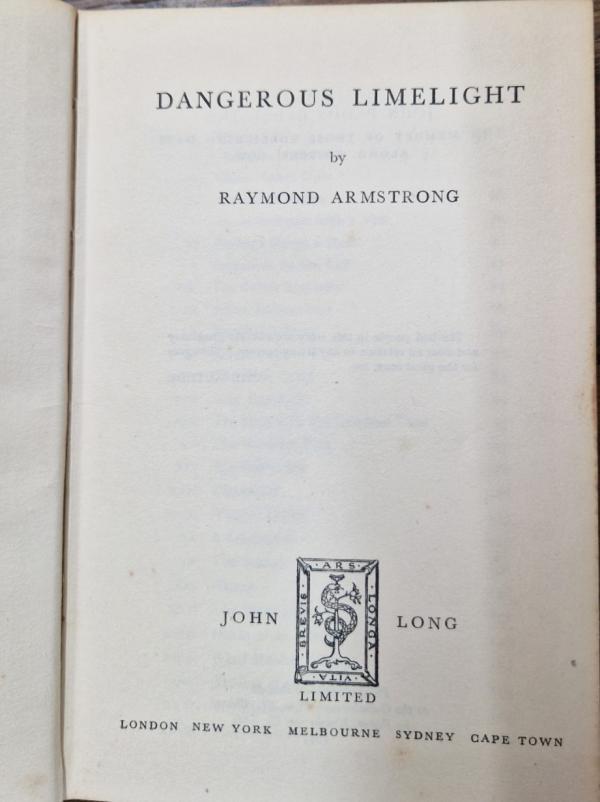 DANGEROUS LIMELIGHT
by
RAYMOND ARMSTRONG
ARS
LONGA
VITA
BREVIS
JOHN LONG
LIMITED
LONDON NEW YORK MELBOURNE SYDNEY CAPE TOWN